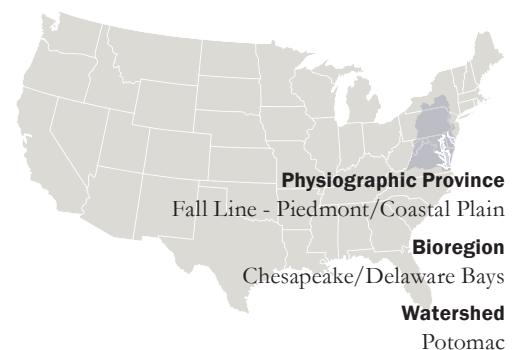 Physiographic Province
Fall Line - Piedmont/Coastal Plain
Bioregion
Chesapeake/Delaware Bays
Watershed
Potomac